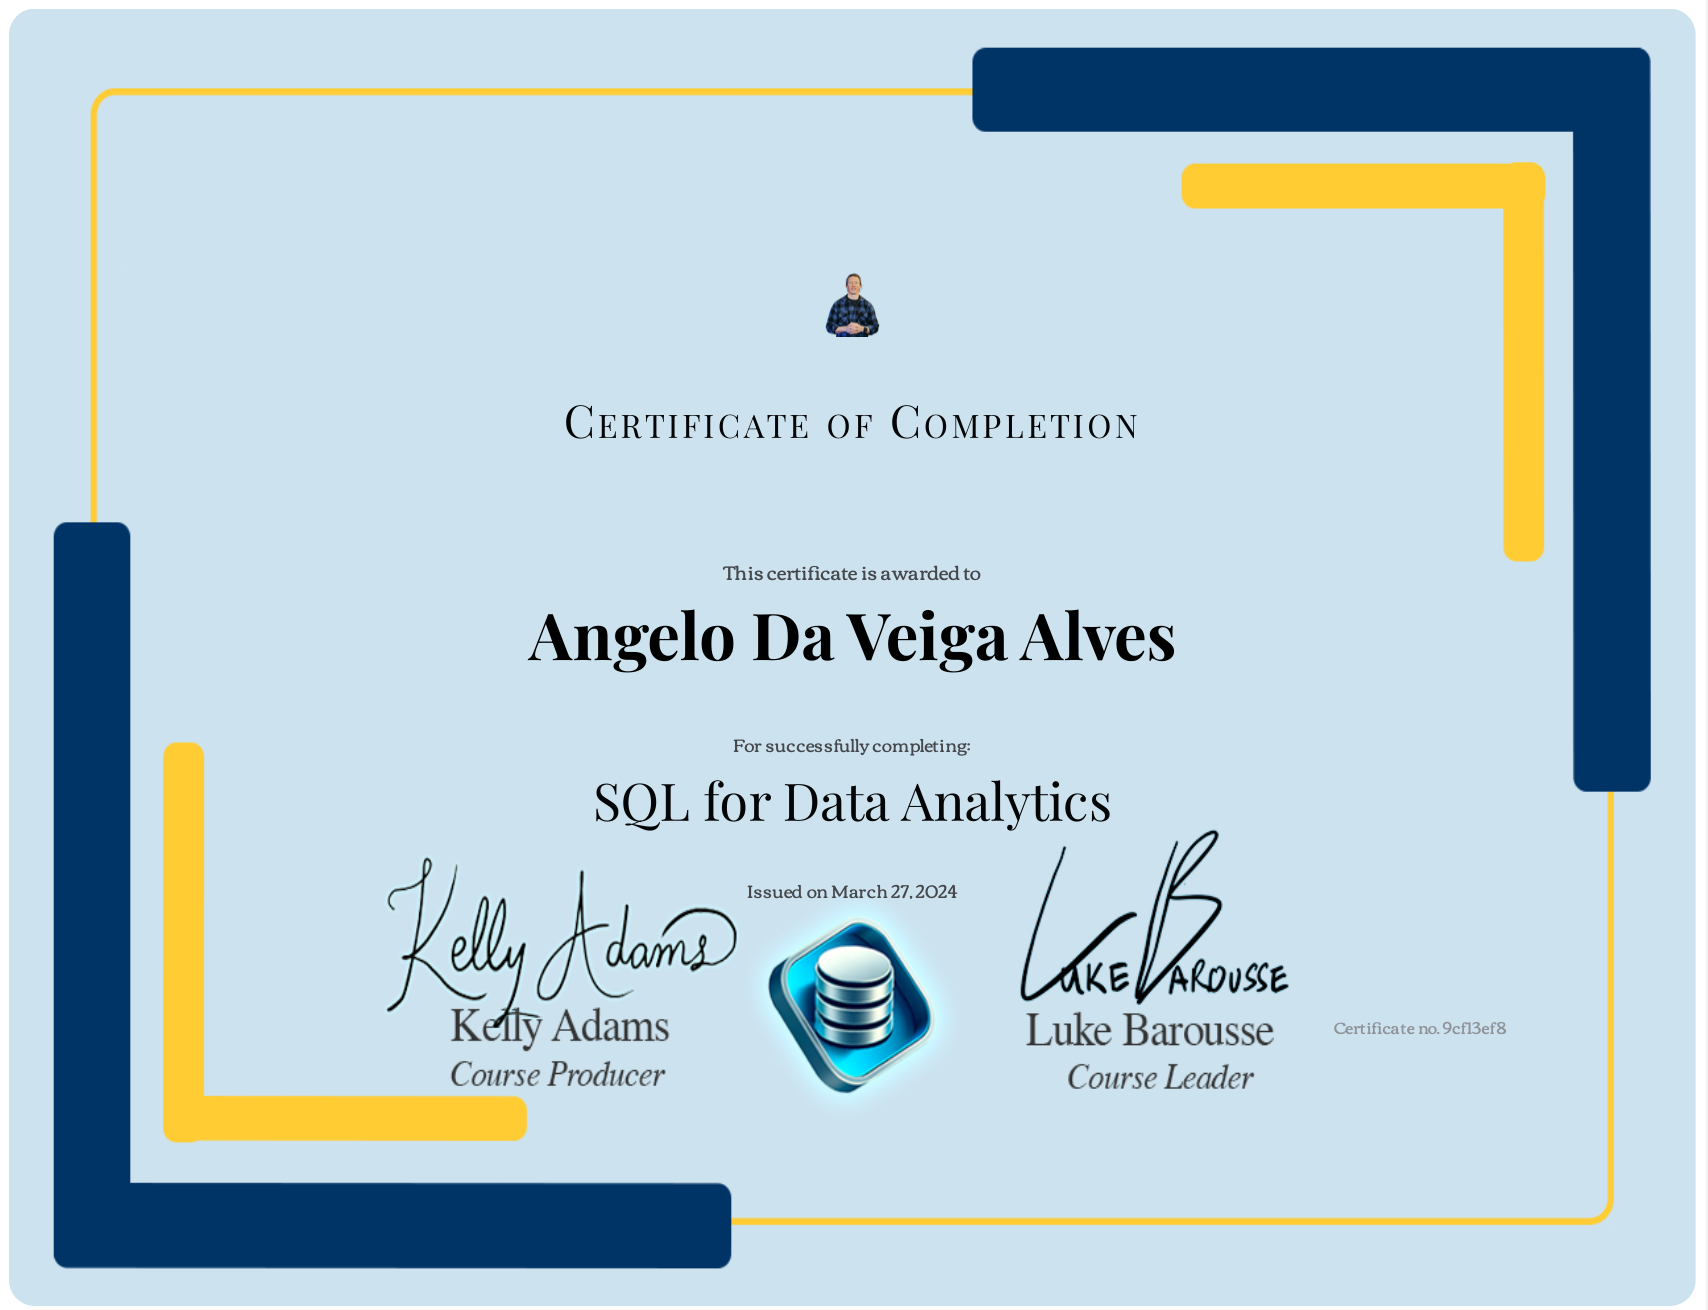 Certificate of Completion
This certificate is awarded to
Angelo Da Veiga Alves
For successfully completing:
SQL for Data Analytics
Issued on March 27, 2024
Kelly Adams
Kelly Adams
Course Producer
Luke Barousse
Luke Barousse
Course Leader
Certificate no. 9cf13ef8